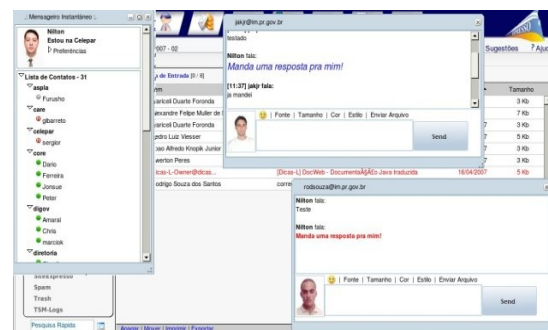 .: Mensageiro Instantâneo :.
Nilton
Estou na Celepar
Preferências
Lista de Contatos - 31
aspla
Furusho
care
gbarreto
celepar
sergior
core
Dario
Ferreira
Jonsue
Peter
digov
Amaral
Chris
marciok
diretoria
Spam
Trash
TSM-Logs
Pesquisa Rápida
007 - 02
Sugestões
?Aju
de Entrada [0 / 8]
Tamanho
aricell Duarte Foronda
3 Kb
exandre Felipe Muller de
7 Kb
aricell Duarte Foronda
3 Kb
edro Luiz Viesser
5 Kb
oao Alfredo Knopik Junior
3 Kb
werton Peres
3 Kb
icas-L-Owner@dicas...
[Dicas-L] DocWeb - DocumentaÃ§Ã£o Java traduzida
16/04/2007
5 Kb
odrigo Souza dos Santos
corre
Apagar | Mover | Imprimir | Exportar
jakjr@im.pr.gov.br
testado
Nilton fala:
Manda uma resposta pra mim!
[11:37] jakjr fala:
ja mandei
| Fonte | Tamanho | Cor | Estilo | Enviar Arquivo
Send
rodsouza@im.pr.gov.br
Nilton fala:
Teste
Nilton fala:
Manda uma resposta pra mim!
| Fonte | Tamanho | Cor | Estilo | Enviar Arquivo
Send